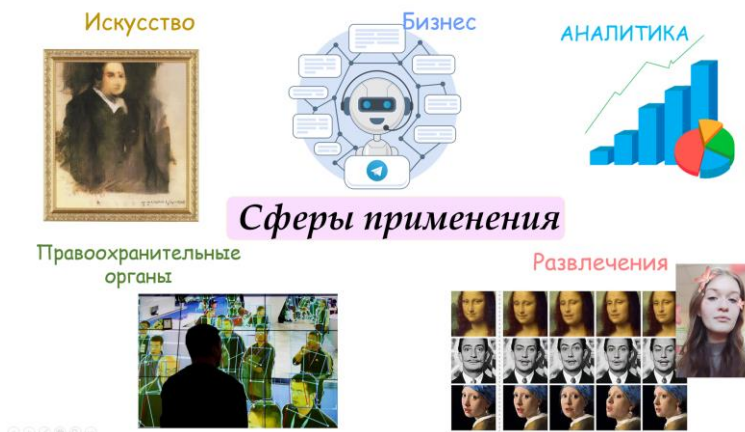 Искусство
Бизнес
АНАЛИТИКА
Сферы применения
Правоохранительные
органы
Развлечения